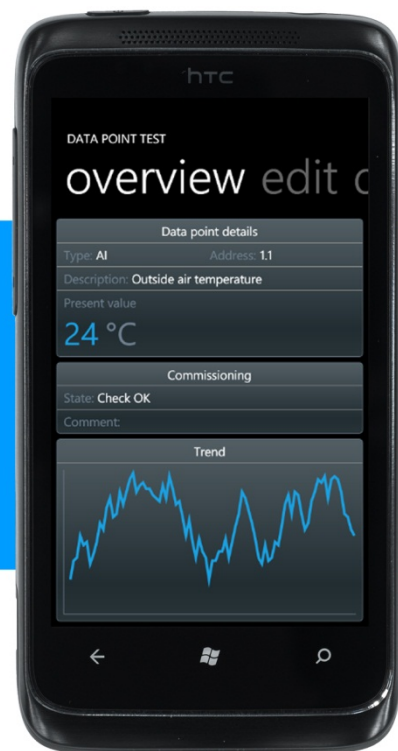 hTC
DATA POINT TEST
overview edit c
Data point details
Type: AI Address: 1.1
Description: Outside air temperature
Present value
24 °C
Commissioning
State: Check OK
Comment:
Trend